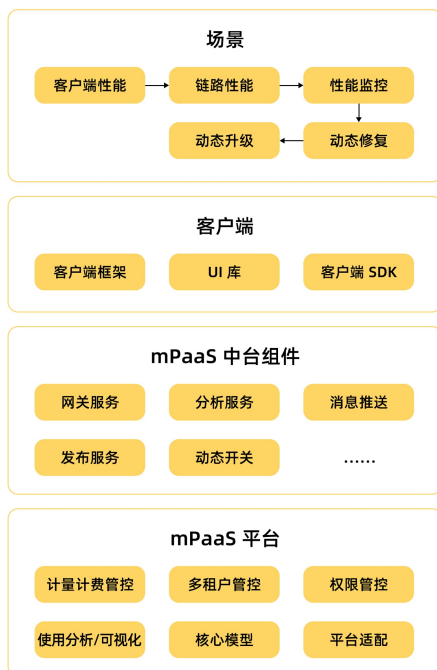 场景
客户端性能 链路性能 性能监控
动态升级 动态修复
客户端
客户端框架 UI 库 客户端 SDK
mPaaS 中台组件
网关服务 分析服务 消息推送
发布服务 动态开关 ······
mPaaS 平台
计量计费管控 多租户管控 权限管控
使用分析/可视化 核心模型 平台适配